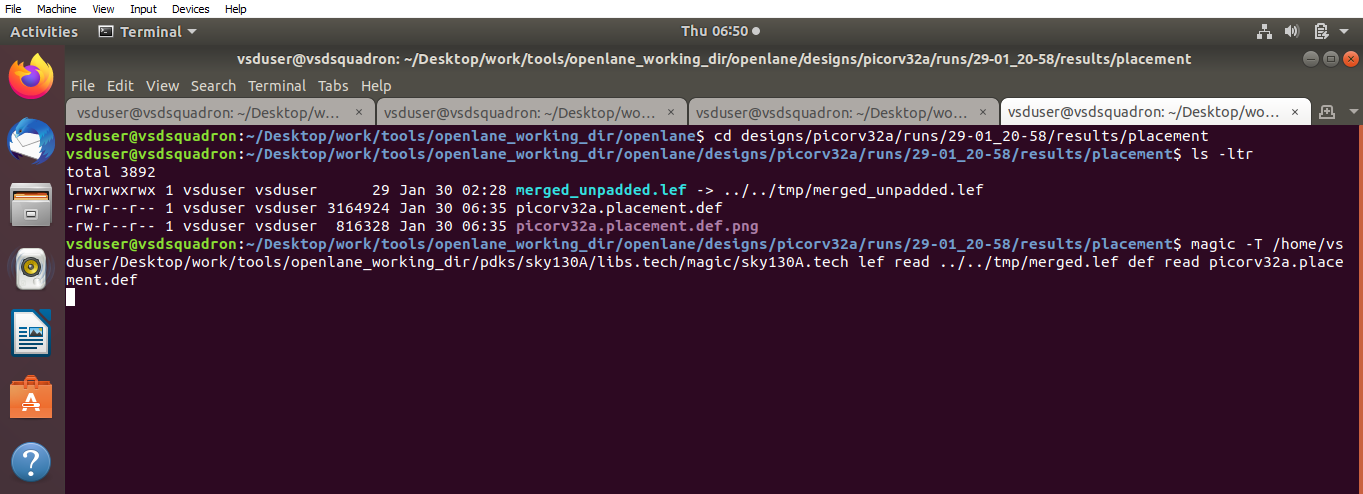 File Machine View Input Devices Help
Activities Terminal Thu 06:50
vsduser@vsdsquadron: ~/Desktop/work/tools/openlane_working_dir/openlane/designs/picorv32a/runs/29-01_20-58/results/placement
File Edit View Search Terminal Tabs Help
vsduser@vsdsquadron: ~/Desktop/w... × vsduser@vsdsquadron: ~/Desktop/wo... × vsduser@vsdsquadron: ~/Desktop/wo... × vsduser@vsdsquadron: ~/Desktop/wo... ×
vsduser@vsdsquadron:~/Desktop/work/tools/openlane_working_dir/openlane$ cd designs/picorv32a/runs/29-01_20-58/results/placement
vsduser@vsdsquadron:~/Desktop/work/tools/openlane_working_dir/openlane/designs/picorv32a/runs/29-01_20-58/results/placement$ ls -ltr
total 3892
lrwxrwxrwx 1 vsduser vsduser      29 Jan 30 02:28 merged_unpadded.lef -> ../../tmp/merged_unpadded.lef
-rw-r--r-- 1 vsduser vsduser 3164924 Jan 30 06:35 picorv32a.placement.def
-rw-r--r-- 1 vsduser vsduser  816328 Jan 30 06:35 picorv32a.placement.def.png
vsduser@vsdsquadron:~/Desktop/work/tools/openlane_working_dir/openlane/designs/picorv32a/runs/29-01_20-58/results/placement$ magic -T /home/vs
duser/Desktop/work/tools/openlane_working_dir/pdks/sky130A/libs.tech/magic/sky130A.tech lef read ../../tmp/merged.lef def read picorv32a.place
ment.def